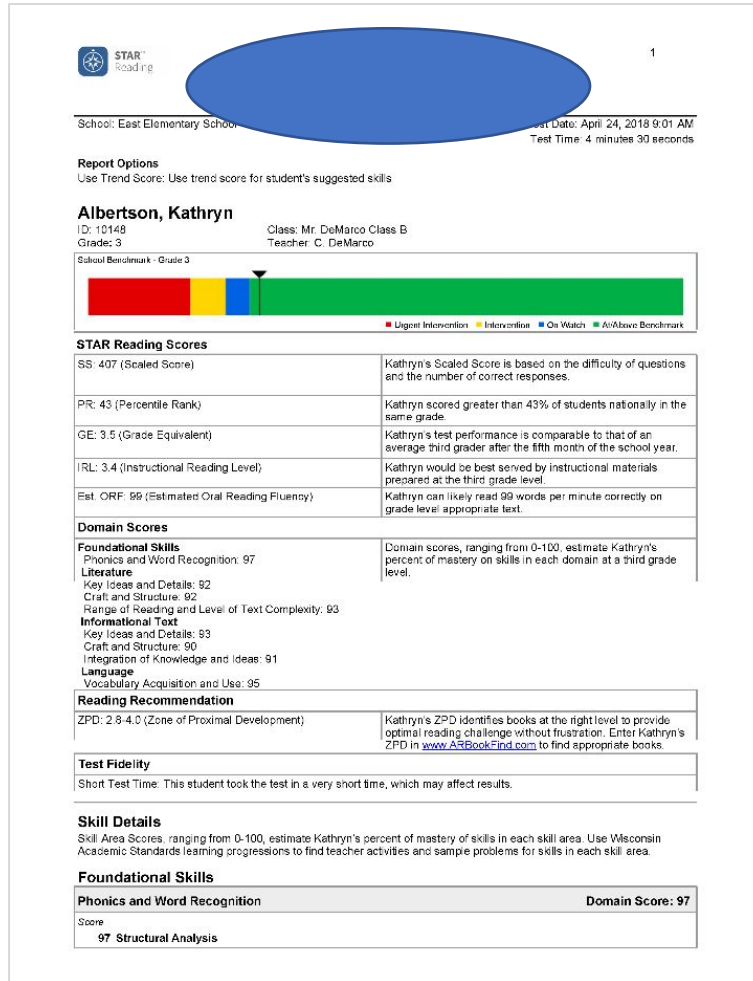 STAR™
Reading
1
School: East Elementary School
Test Date: April 24, 2018 9:01 AM
Test Time: 4 minutes 30 seconds
Report Options
Use Trend Score: Use trend score for student's suggested skills
Albertson, Kathryn
ID: 10148 Class: Mr. DeMarco Class B
Grade: 3 Teacher: C. DeMarco
School Benchmark - Grade 3
Urgent Intervention Intervention On Watch At/Above Benchmark
STAR Reading Scores
SS: 407 (Scaled Score)
Kathryn's Scaled Score is based on the difficulty of questions
and the number of correct responses.
PR: 43 (Percentile Rank)
Kathryn scored greater than 43% of students nationally in the
same grade.
GE: 3.5 (Grade Equivalent)
Kathryn's test performance is comparable to that of an
average third grader after the fifth month of the school year.
IRL: 3.4 (Instructional Reading Level)
Kathryn would be best served by instructional materials
prepared at the third grade level.
Est. ORF: 99 (Estimated Oral Reading Fluency)
Kathryn can likely read 99 words per minute correctly on
grade level appropriate text.
Domain Scores
Foundational Skills
Phonics and Word Recognition: 97
Literature
Key Ideas and Details: 92
Craft and Structure: 92
Range of Reading and Level of Text Complexity: 93
Informational Text
Key Ideas and Details: 93
Craft and Structure: 90
Integration of Knowledge and Ideas: 91
Language
Vocabulary Acquisition and Use: 95
Domain scores, ranging from 0-100, estimate Kathryn's
percent of mastery on skills in each domain at a third grade
level.
Reading Recommendation
ZPD: 2.8-4.0 (Zone of Proximal Development)
Kathryn's ZPD identifies books at the right level to provide
optimal reading challenge without frustration. Enter Kathryn's
ZPD in www.ARBookFind.com to find appropriate books.
Test Fidelity
Short Test Time: This student took the test in a very short time, which may affect results.
Skill Details
Skill Area Scores, ranging from 0-100, estimate Kathryn's percent of mastery of skills in each skill area. Use Wisconsin
Academic Standards learning progressions to find teacher activities and sample problems for skills in each skill area.
Foundational Skills
Phonics and Word Recognition Domain Score: 97
Score
97 Structural Analysis